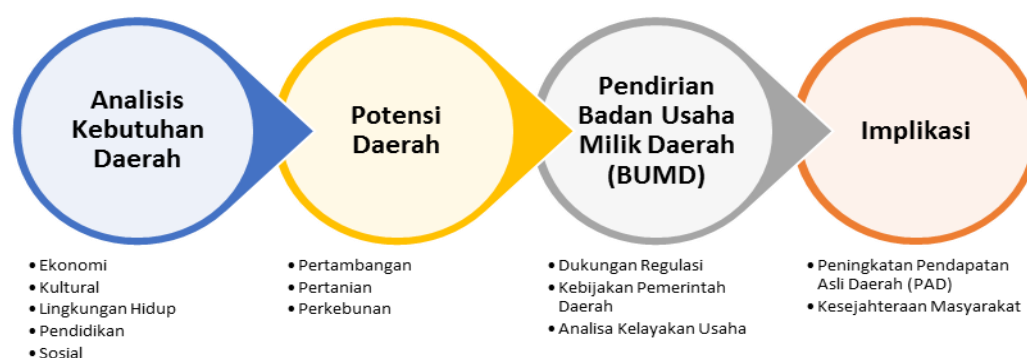 Analisis
Kebutuhan
Daerah
• Ekonomi
• Kultural
• Lingkungan Hidup
• Pendidikan
• Sosial
Potensi
Daerah
• Pertambangan
• Pertanian
• Perkebunan
Pendirian
Badan Usaha
Milik Daerah
(BUMD)
• Dukungan Regulasi
• Kebijakan Pemerintah
Daerah
• Analisa Kelayakan Usaha
Implikasi
• Peningkatan Pendapatan
Asli Daerah (PAD)
• Kesejahteraan Masyarakat